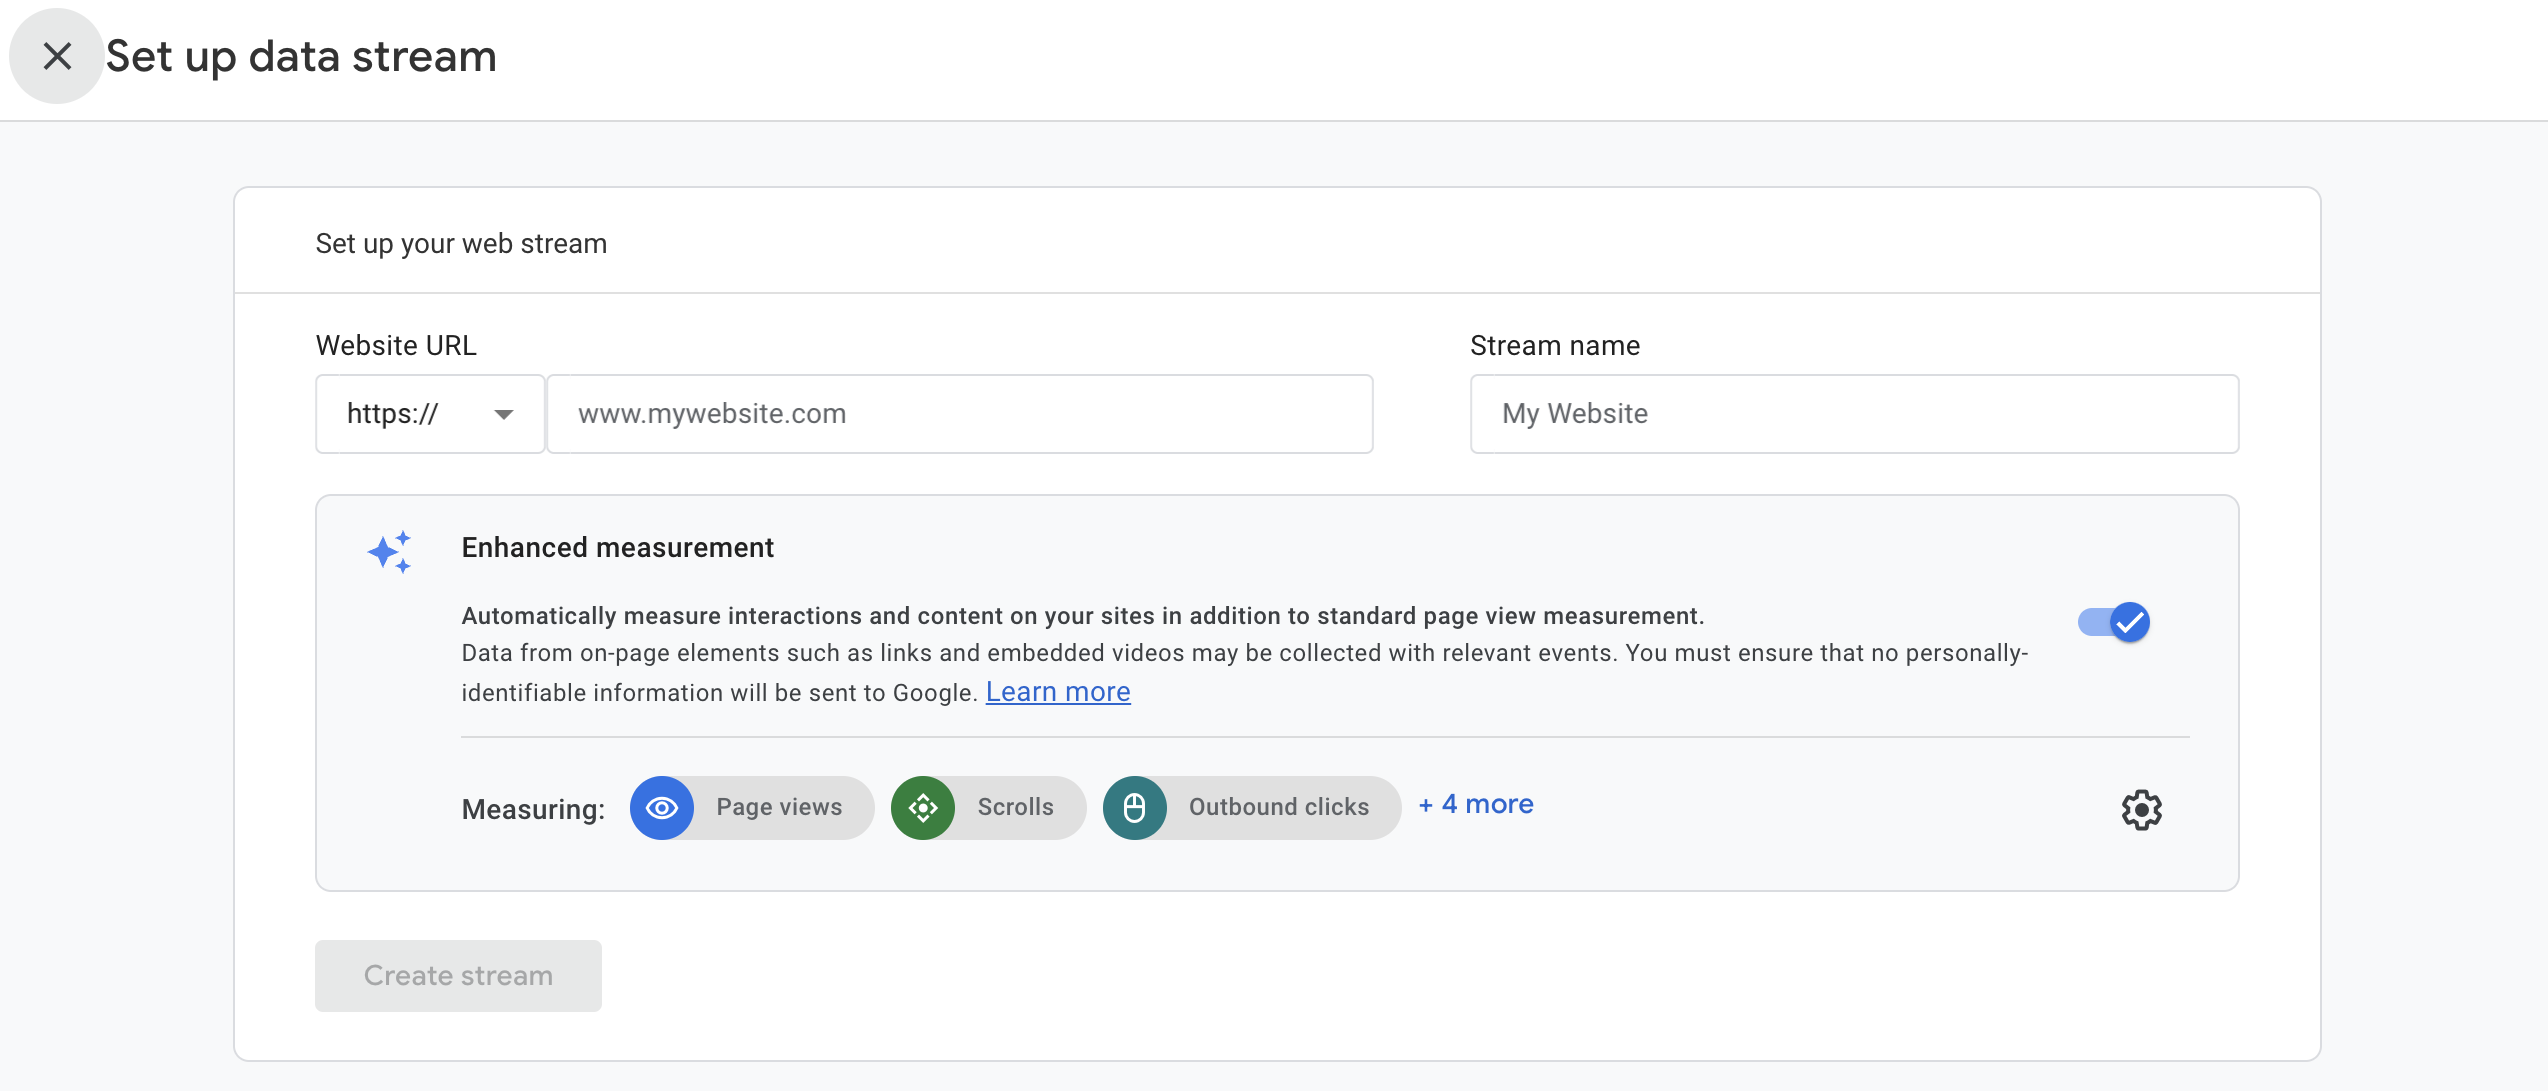 Set up data stream
Set up your web stream
Website URL
Stream name
https://
www.mywebsite.com
My Website
Enhanced measurement
Automatically measure interactions and content on your sites in addition to standard page view measurement.
Data from on-page elements such as links and embedded videos may be collected with relevant events. You must ensure that no personally-
identifiable information will be sent to Google. Learn more
Measuring:
Page views
Scrolls
Outbound clicks
+ 4 more
Create stream